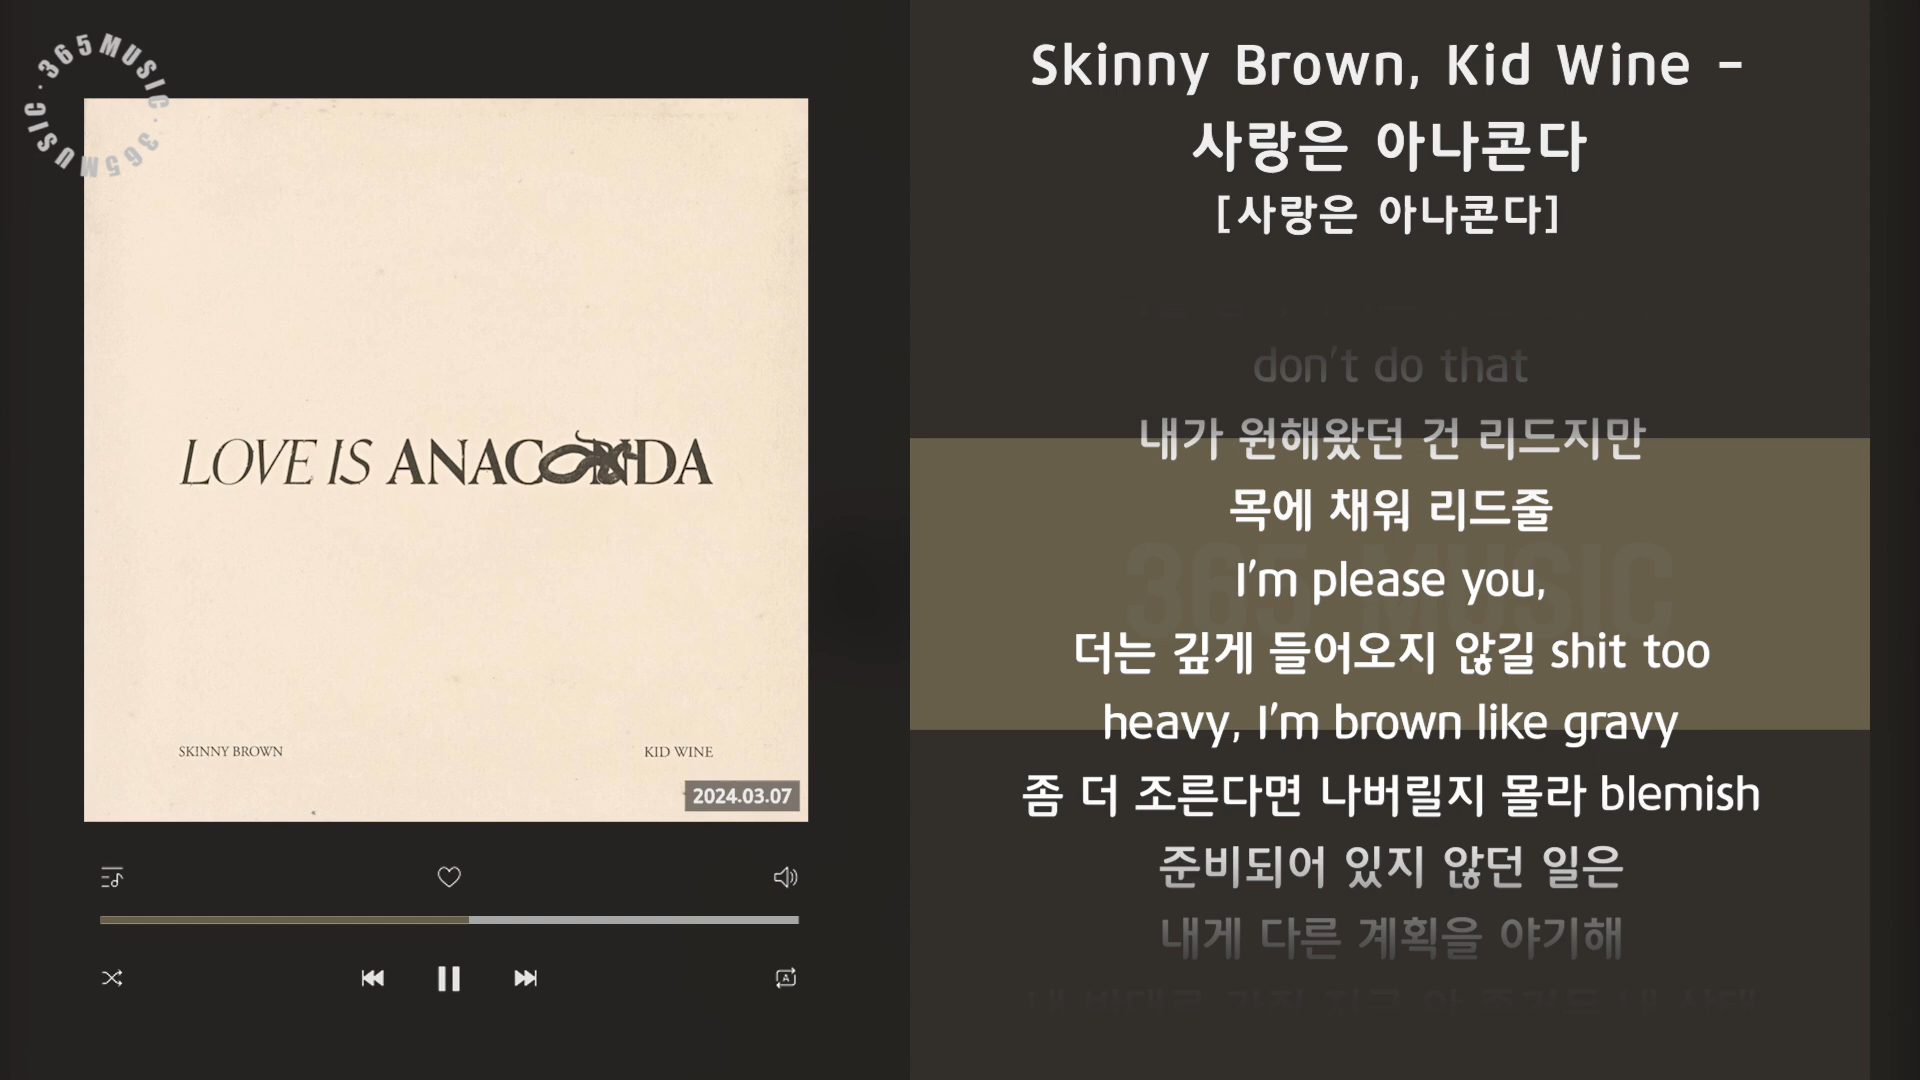 365MUSIC · 365MUSIC ·
LOVE IS ANACONDA
SKINNY BROWN
KID WINE
2024.03.07
Skinny Brown, Kid Wine -
사랑은 아나콘다
[사랑은 아나콘다]
don't do that
내가 원해왔던 건 리드지만
목에 채워 리드줄
365 MUSIC
I'm please you,
더는 깊게 들어오지 않길 shit too
heavy, I'm brown like gravy
좀 더 조른다면 나버릴지 몰라 blemish
준비되어 있지 않던 일은
내게 다른 계획을 야기해